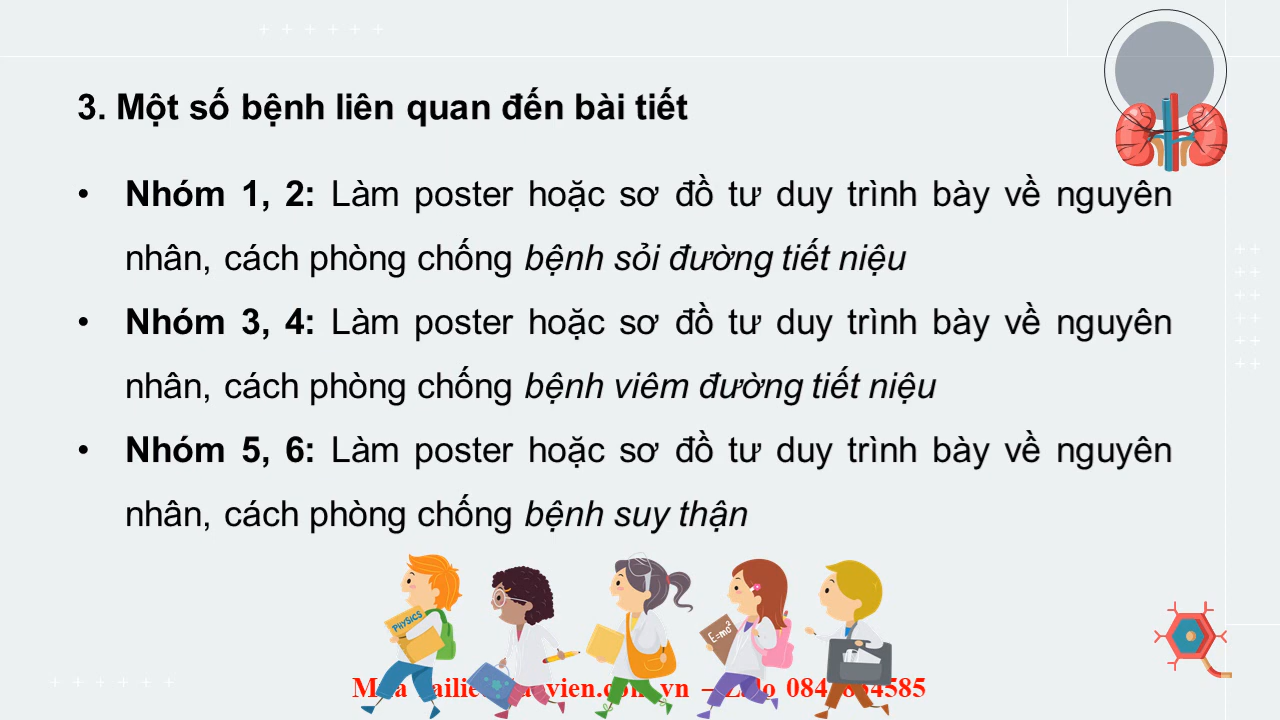 3. Một số bệnh liên quan đến bài tiết
• Nhóm 1, 2: Làm poster hoặc sơ đồ tư duy trình bày về nguyên
nhân, cách phòng chống bệnh sỏi đường tiết niệu
• Nhóm 3, 4: Làm poster hoặc sơ đồ tư duy trình bày về nguyên
nhân, cách phòng chống bệnh viêm đường tiết niệu
• Nhóm 5, 6: Làm poster hoặc sơ đồ tư duy trình bày về nguyên
nhân, cách phòng chống bệnh suy thận
PHYSICS
E=mc²
vn –